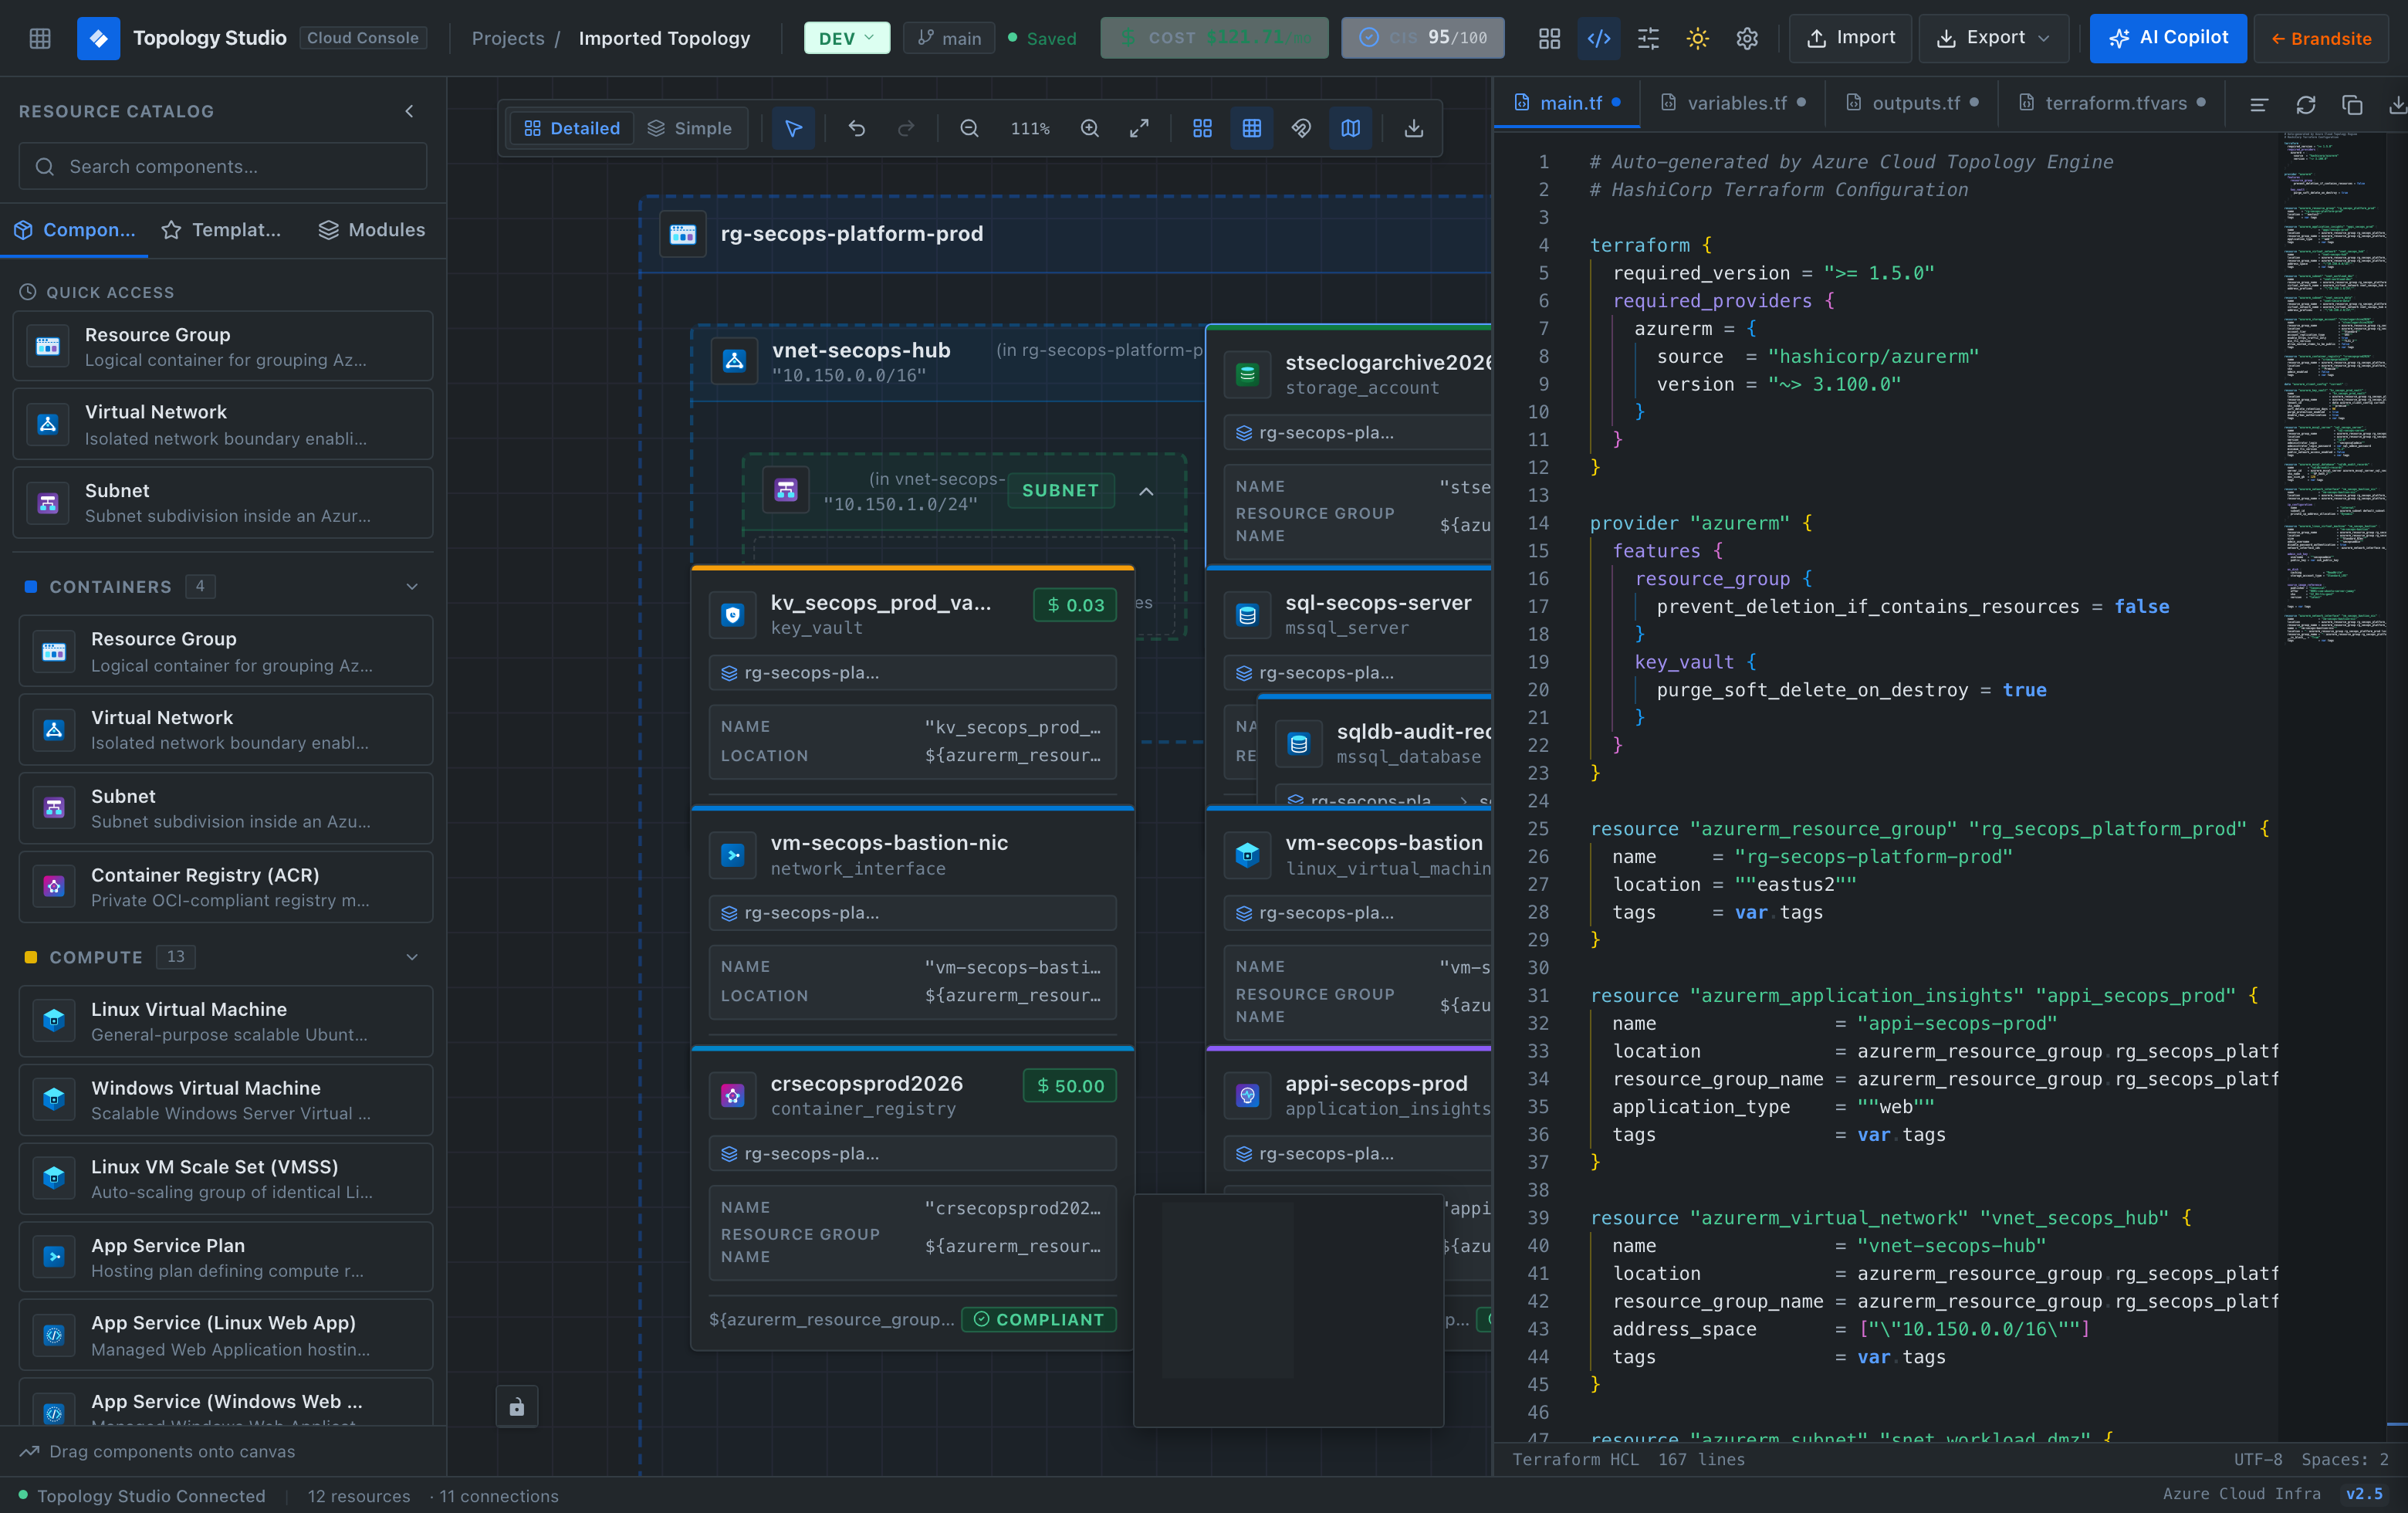 Topology Studio
Cloud Console
Projects / Imported Topology
DEV
main
Saved
COST $121.71
CIS 95/100
Import
Export
AI Copilot
← Brandsite
RESOURCE CATALOG
Search components...
Compon...
Templat...
Modules
QUICK ACCESS
Resource Group
Logical container for grouping Az...
Virtual Network
Isolated network boundary enabli...
Subnet
Subnet subdivision inside an Azur...
CONTAINERS 4
Resource Group
Logical container for grouping Az...
Virtual Network
Isolated network boundary enabl...
Subnet
Subnet subdivision inside an Azu...
Container Registry (ACR)
Private OCI-compliant registry m...
COMPUTE 13
Linux Virtual Machine
General-purpose scalable Ubunt...
Windows Virtual Machine
Scalable Windows Server Virtual ...
Linux VM Scale Set (VMSS)
Auto-scaling group of identical Li...
App Service Plan
Hosting plan defining compute r...
App Service (Linux Web App)
Managed Web Application hostin...
App Service (Windows Web ...
Managed Windows Web Applicat...
Drag components onto canvas
Detailed
Simple
111%
rg-secops-platform-prod
vnet-secops-hub
(in rg-secops-platform-p
"10.150.0.0/16"
(in vnet-secops-
"10.150.1.0/24"
SUBNET
es
stseclogarchive2026
storage_account
rg-secops-pla...
NAME "stse
RESOURCE GROUP NAME ${azu
kv_secops_prod_va...
key_vault
$ 0.03
rg-secops-pla...
NAME "kv_secops_prod_...
LOCATION ${azurerm_resour...
sql-secops-server
mssql_server
rg-secops-pla...
NA
RE
sqldb-audit-rec
mssql_database
rg-secops-pla... > s
vm-secops-bastion-nic
network_interface
rg-secops-pla...
NAME "vm-secops-basti...
LOCATION ${azurerm_resour...
vm-secops-bastion
linux_virtual_machin
rg-secops-pla...
NAME "vm-s
RESOURCE GROUP NAME ${azu
crsecopsprod2026
container_registry
$ 50.00
rg-secops-pla...
NAME "crsecopsprod202...
RESOURCE GROUP NAME ${azurerm_resour...
${azurerm_resource_group...
COMPLIANT
appi-secops-prod
application_insights
rg-secops-pla...
"appi
${azu
p...
main.tf
variables.tf
outputs.tf
terraform.tfvars
1 # Auto-generated by Azure Cloud Topology Engine
2 # HashiCorp Terraform Configuration
3
4 terraform {
5 required_version = ">= 1.5.0"
6 required_providers {
7 azurerm = {
8 source = "hashicorp/azurerm"
9 version = "~> 3.100.0"
10 }
11 }
12 }
13
14 provider "azurerm" {
15 features {
16 resource_group {
17 prevent_deletion_if_contains_resources = false
18 }
19 key_vault {
20 purge_soft_delete_on_destroy = true
21 }
22 }
23 }
24
25 resource "azurerm_resource_group" "rg_secops_platform_prod" {
26 name = "rg-secops-platform-prod"
27 location = ""eastus2""
28 tags = var.tags
29 }
30
31 resource "azurerm_application_insights" "appi_secops_prod" {
32 name = "appi-secops-prod"
33 location = azurerm_resource_group.rg_secops_platf
34 resource_group_name = azurerm_resource_group.rg_secops_platf
35 application_type = ""web""
36 tags = var.tags
37 }
38
39 resource "azurerm_virtual_network" "vnet_secops_hub" {
40 name = "vnet-secops-hub"
41 location = azurerm_resource_group.rg_secops_platf
42 resource_group_name = azurerm_resource_group.rg_secops_platf
43 address_space = ["\"10.150.0.0/16\""]
44 tags = var.tags
45 }
46
47 resource "azurerm_subnet" "snet_workload_dmz" {
Terraform HCL 167 lines
UTF-8 Spaces: 2
Topology Studio Connected
12 resources · 11 connections
Azure Cloud Infra v2.5